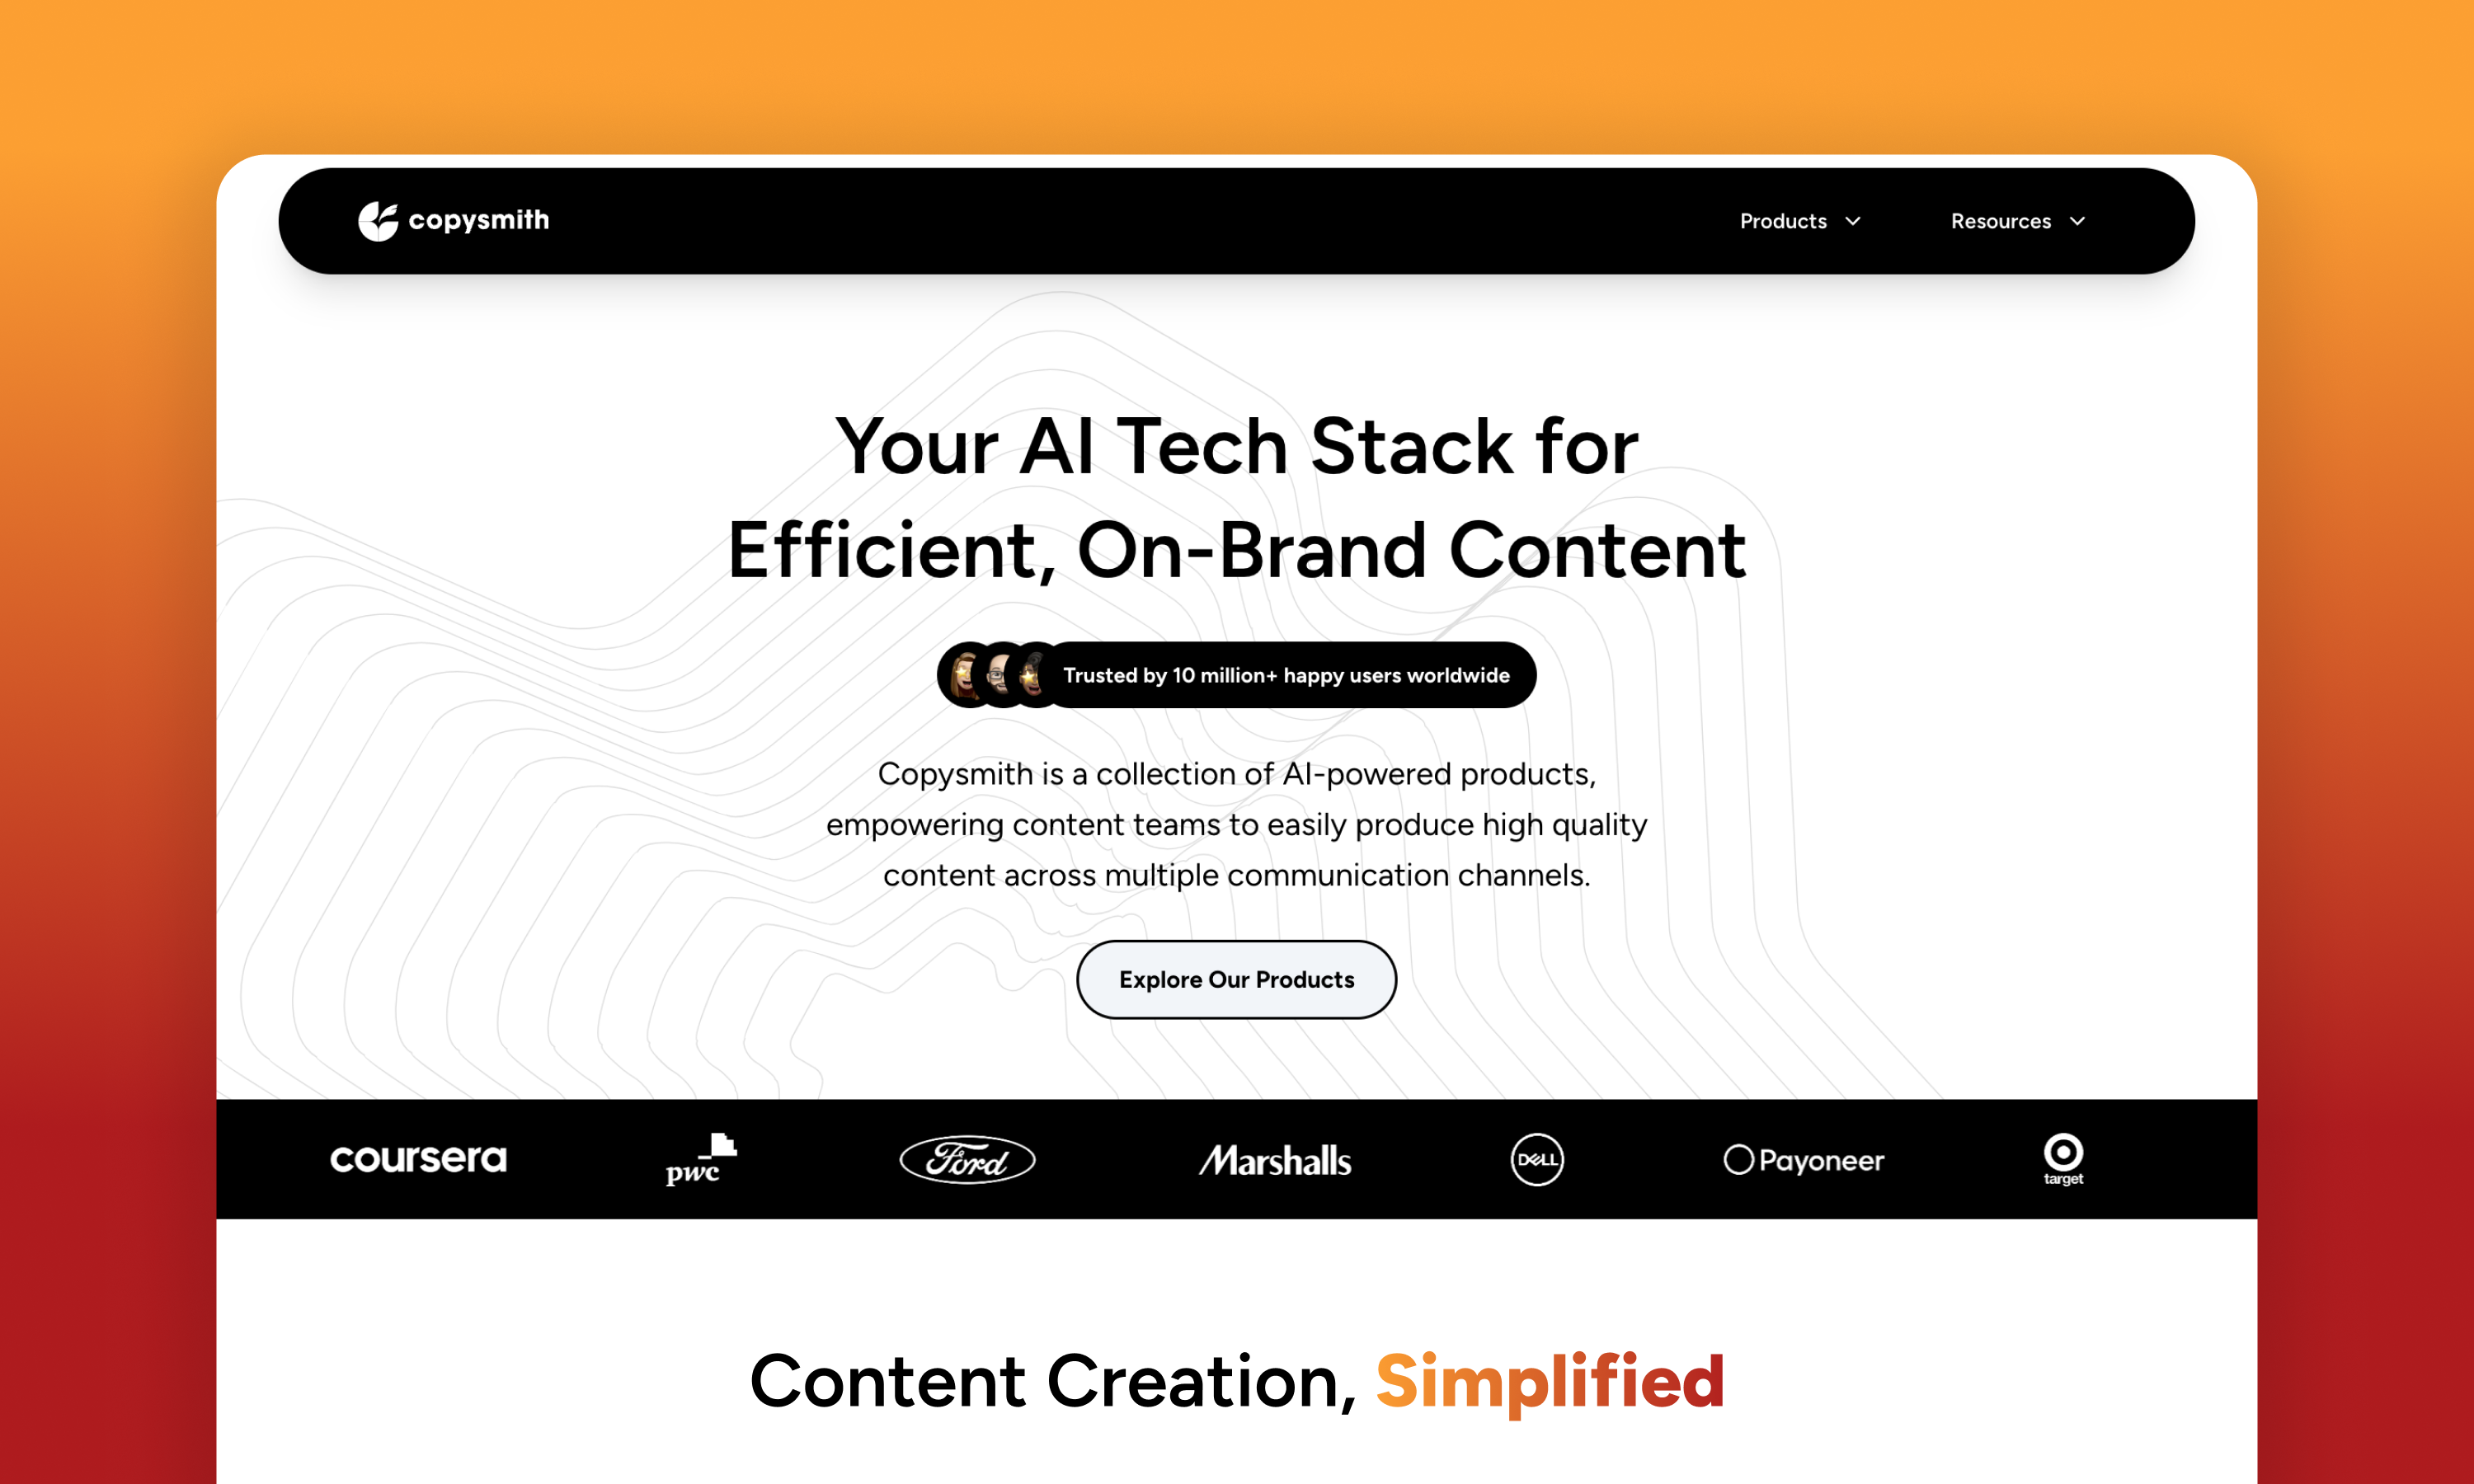 copysmith
Products
Resources
Your AI Tech Stack for
Efficient, On-Brand Content
Trusted by 10 million+ happy users worldwide
Copysmith is a collection of AI-powered products,
empowering content teams to easily produce high quality
content across multiple communication channels.
Explore Our Products
coursera
pwc
Ford
Marshalls
DELL
Payoneer
target
Content Creation, Simplified